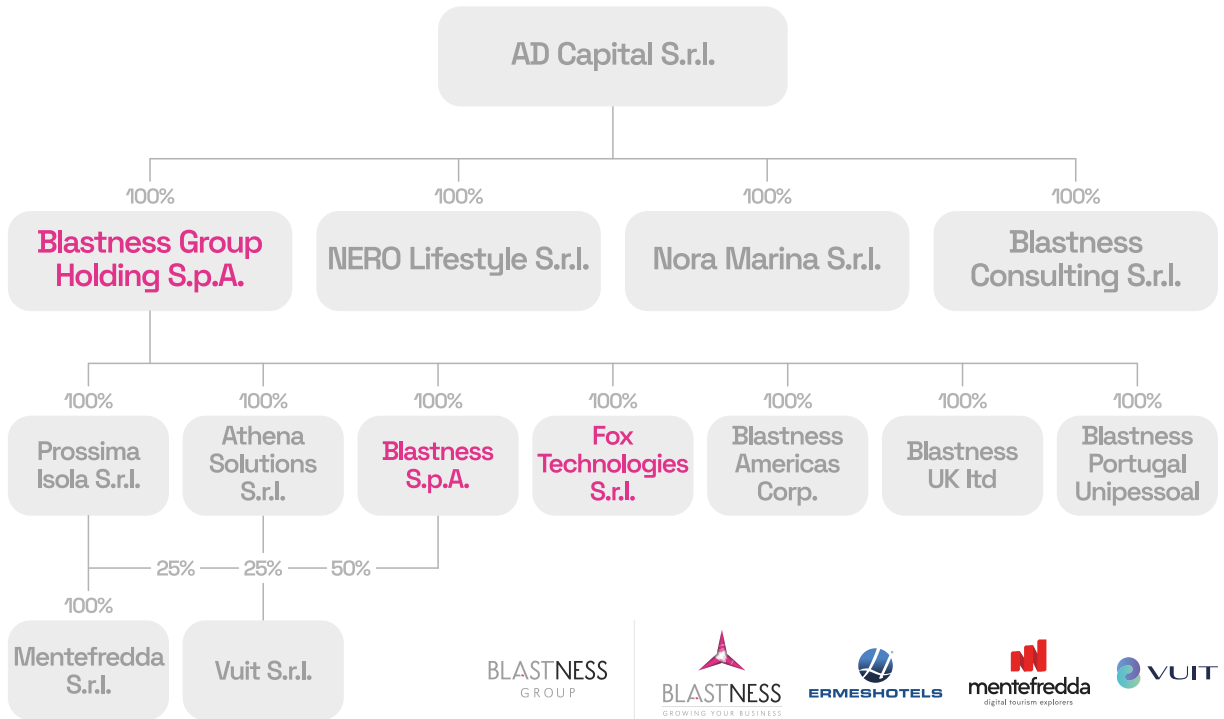 AD Capital S.r.l.
100%
100%
100%
100%
Blastness Group
Holding S.p.A.
NERO Lifestyle S.r.l.
Nora Marina S.r.l.
Blastness
Consulting S.r.l.
100%
100%
100%
100%
100%
100%
100%
Prossima
Isola S.r.l.
Athena
Solutions
S.r.l.
Blastness
S.p.A.
Fox
Technologies
S.r.l.
Blastness
Americas
Corp.
Blastness
UK ltd
Blastness
Portugal
Unipessoal
25%
25%
50%
100%
Mentefredda
S.r.l.
Vuit S.r.l.
BLASTNESS
GROUP
BLASTNESS
GROWING YOUR BUSINESS
ERMESHOTELS
mentefredda
digital tourism explorers
VUIT